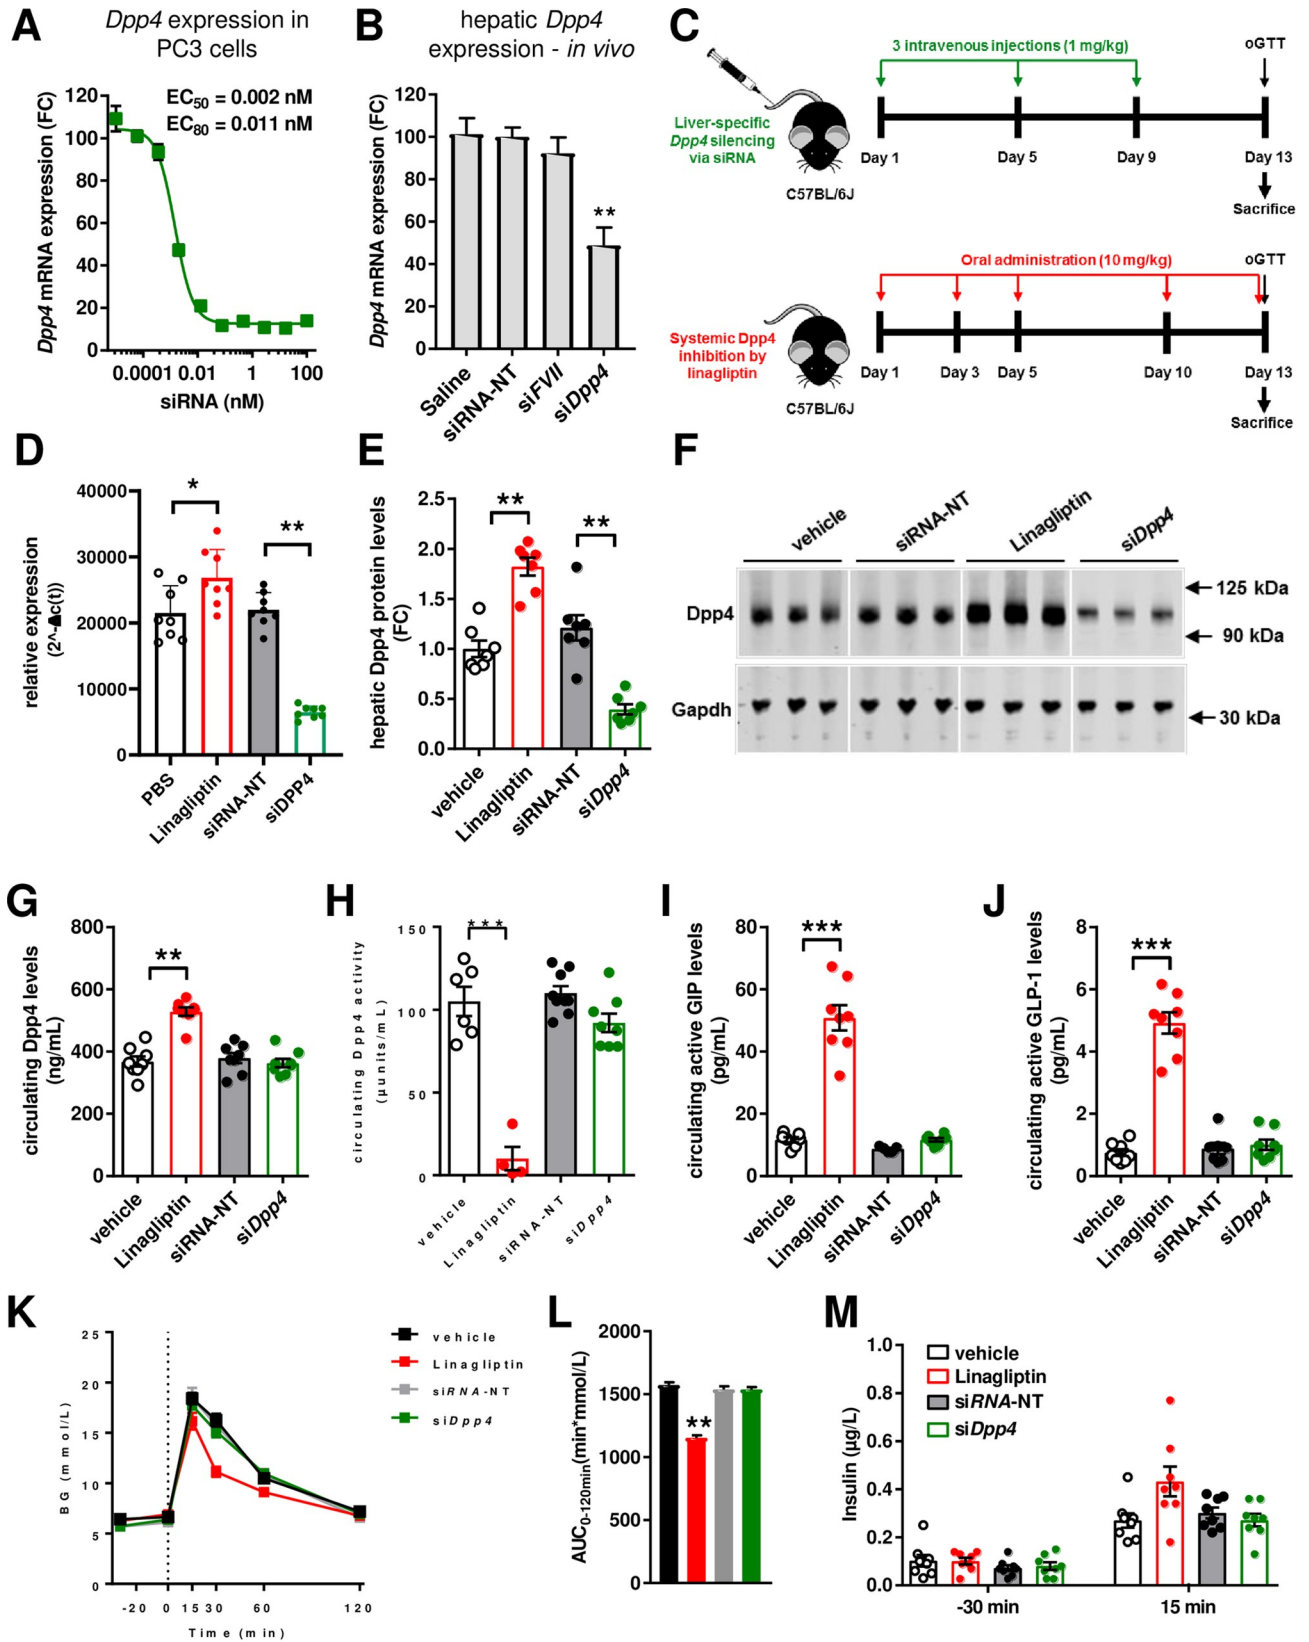 A
Dpp4 expression in
PC3 cells
EC50 = 0.002 nM
EC80 = 0.011 nM
Dpp4 mRNA expression (FC)
120
100
80
60
40
20
0
0.0001 0.01 1 100
siRNA (nM)
B
hepatic Dpp4
expression - in vivo
Dpp4 mRNA expression (FC)
120
100
80
60
40
20
0
**
Saline
siRNA-NT
siFVII
siDpp4
C
3 intravenous injections (1 mg/kg)
oGTT
Liver-specific
Dpp4 silencing
via siRNA
C57BL/6J
Day 1
Day 5
Day 9
Day 13
Sacrifice
Oral administration (10 mg/kg)
oGTT
Systemic Dpp4
inhibition by
linagliptin
C57BL/6J
Day 1
Day 3
Day 5
Day 10
Day 13
Sacrifice
D
relative expression
(2^-▲c(t))
40000
30000
20000
10000
0
*
**
PBS
Linagliptin
siRNA-NT
siDPP4
E
hepatic Dpp4 protein levels
(FC)
2.5
2.0
1.5
1.0
0.5
0.0
**
**
vehicle
Linagliptin
siRNA-NT
siDpp4
F
vehicle
siRNA-NT
Linagliptin
siDpp4
Dpp4
125 kDa
90 kDa
Gapdh
30 kDa
G
circulating Dpp4 levels
(ng/mL)
800
600
400
200
0
**
vehicle
Linagliptin
siRNA-NT
siDpp4
H
circulating Dpp4 activity
(µunits/mL)
150
100
50
0
***
vehicle
Linagliptin
siRNA-NT
siDpp4
I
circulating active GIP levels
(pg/mL)
80
60
40
20
0
***
vehicle
Linagliptin
siRNA-NT
siDpp4
J
circulating active GLP-1 levels
(pg/mL)
8
6
4
2
0
***
vehicle
Linagliptin
siRNA-NT
siDpp4
K
BG (mmol/L)
25
20
15
10
5
0
-20 0 15 30 60 120
Time (min)
vehicle
Linagliptin
siRNA-NT
siDpp4
L
AUC0-120min(min*mmol/L)
2000
1500
1000
500
0
**
M
Insulin (µg/L)
1.0
0.8
0.6
0.4
0.2
0.0
vehicle
Linagliptin
siRNA-NT
siDpp4
-30 min
15 min